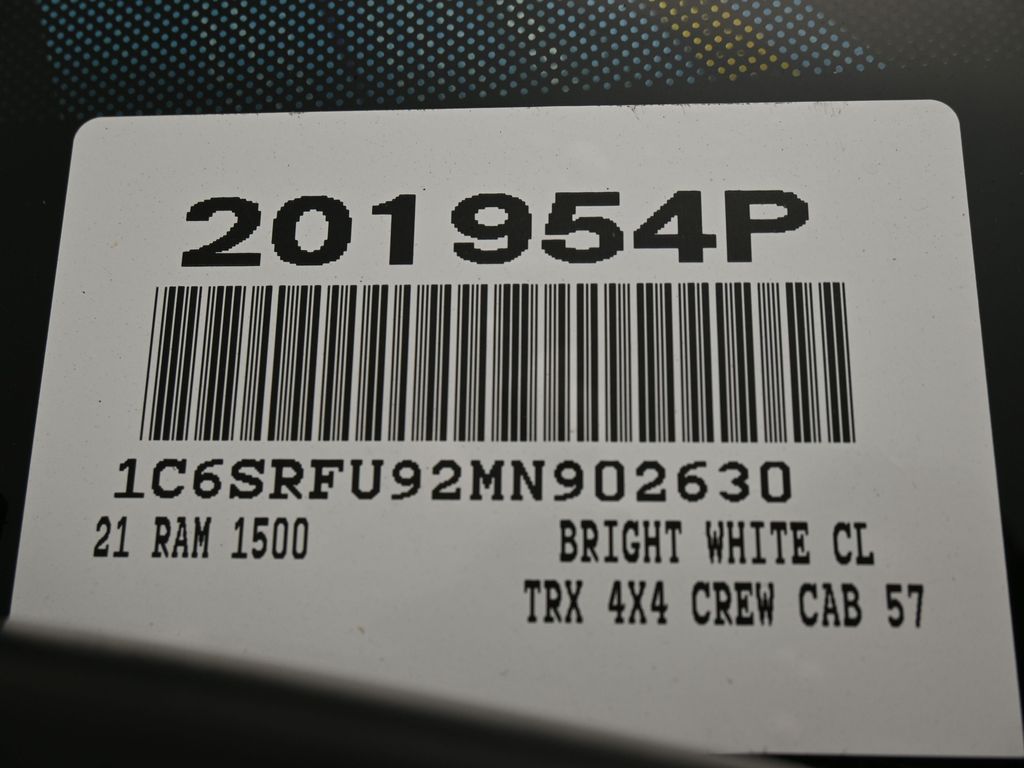 201954P
1C6SRFU92MN902630
21 RAM 1500 BRIGHT WHITE CL
TRX 4X4 CREW CAB 57